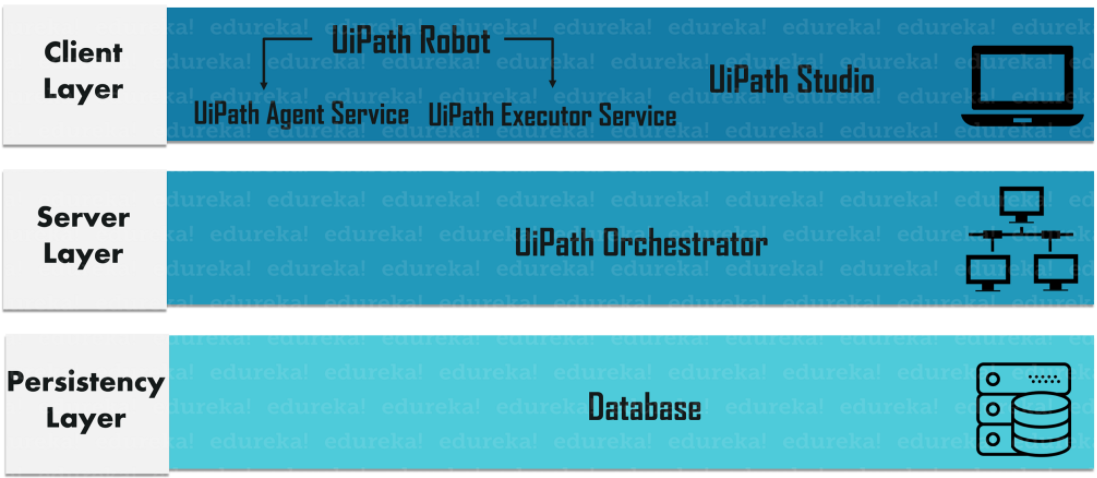 Client
Layer
UiPath Robot
UiPath Agent Service
UiPath Executor Service
UiPath Studio
Server
Layer
UiPath Orchestrator
Persistency
Layer
Database
edureka!